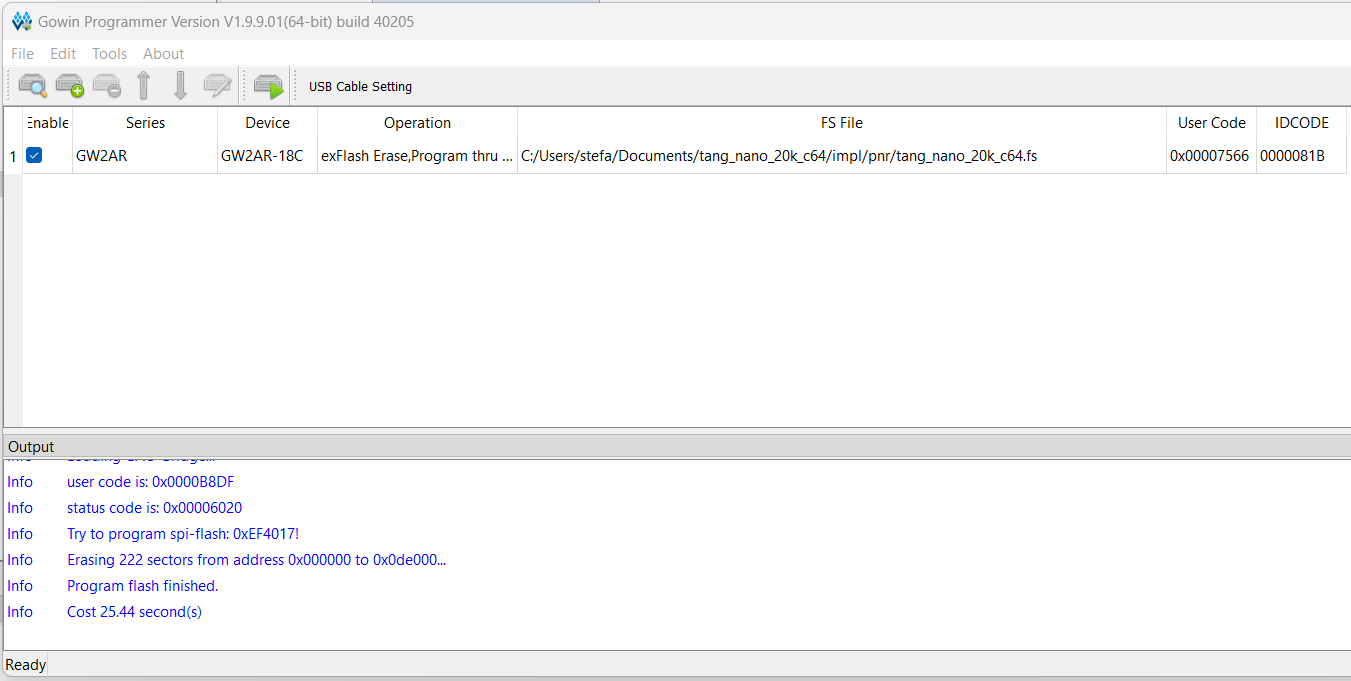 Gowin Programmer Version V1.9.9.01(64-bit) build 40205
File Edit Tools About
USB Cable Setting
Enable Series Device Operation FS File User Code IDCODE
1 GW2AR GW2AR-18C exFlash Erase,Program thru ... C:/Users/stefa/Documents/tang_nano_20k_c64/impl/pnr/tang_nano_20k_c64.fs 0x00007566 0000081B
Output
Info user code is: 0x0000B8DF
Info status code is: 0x00006020
Info Try to program spi-flash: 0xEF4017!
Info Erasing 222 sectors from address 0x000000 to 0x0de000...
Info Program flash finished.
Info Cost 25.44 second(s)
Ready